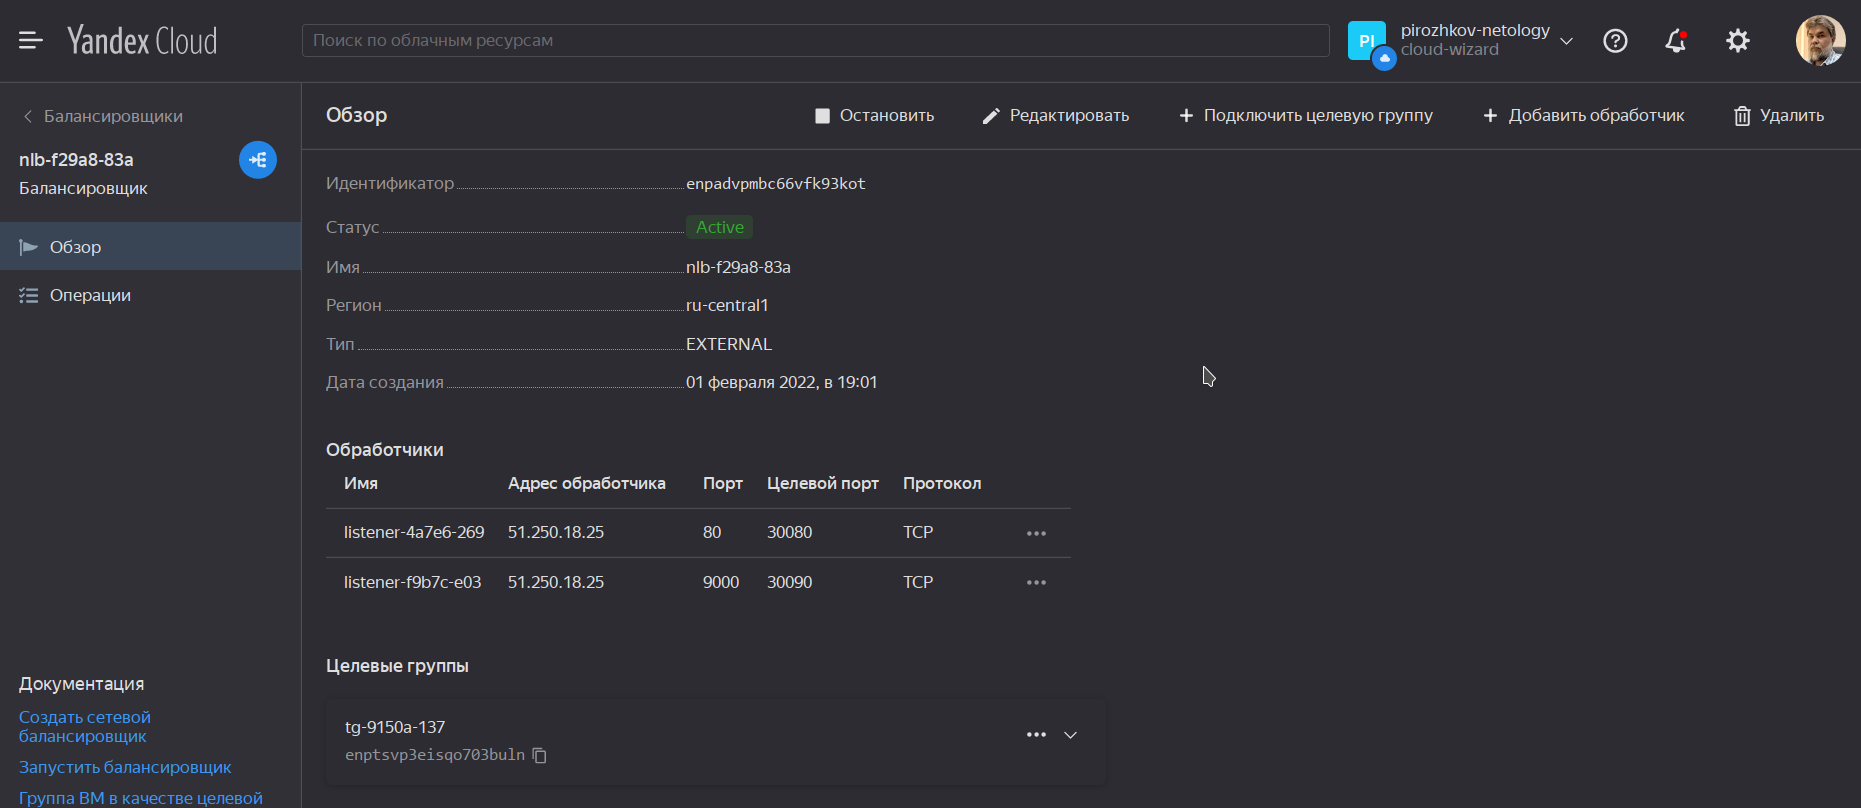 Yandex Cloud
Поиск по облачным ресурсам
PI
pirozhkov-netology
cloud-wizard
Балансировщики
nlb-f29a8-83a
Балансировщик
Обзор
Операции
Документация
Создать сетевой
балансировщик
Запустить балансировщик
Группа ВМ в качестве целевой
Обзор
Остановить
Редактировать
Подключить целевую группу
Добавить обработчик
Удалить
Идентификатор enpadvpmbc66vfk93kot
Статус Active
Имя nlb-f29a8-83a
Регион ru-central1
Тип EXTERNAL
Дата создания 01 февраля 2022, в 19:01
Обработчики
Имя Адрес обработчика Порт Целевой порт Протокол
listener-4a7e6-269 51.250.18.25 80 30080 TCP
listener-f9b7c-e03 51.250.18.25 9000 30090 TCP
Целевые группы
tg-9150a-137
enptsvp3eisqo703buln